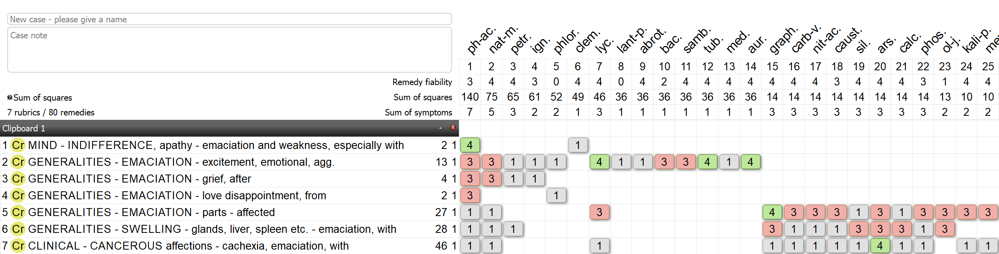 New case - please give a name
Case note
ph-ac. nat-m. petr. ign. phlor. clem. lyc. lant-p. abrot. bac. samb. tub. med. aur. graph. carb-v. nit-ac. caust. sil. ars. calc. phos. ol-j. kali-p.
1 2 3 4 5 6 7 8 9 10 11 12 13 14 15 16 17 18 19 20 21 22 23 24 25
Remedy fiability 3 4 4 3 0 4 4 0 4 2 4 4 4 4 4 4 4 3 4 4 4 3 1 4 4
Sum of squares Sum of squares 140 75 65 61 52 49 46 36 36 36 36 36 36 36 14 14 14 14 14 14 14 14 13 10 10
7 rubrics / 80 remedies Sum of symptoms 7 5 3 2 2 1 3 1 1 1 1 1 1 1 3 3 3 3 3 3 3 3 2 2 2
Clipboard 1
1 Cr MIND - INDIFFERENCE, apathy - emaciation and weakness, especially with 2 1 4 1
2 Cr GENERALITIES - EMACIATION - excitement, emotional, agg. 13 1 3 3 1 1 1 4 1 1 3 3 4 1 4
3 Cr GENERALITIES - EMACIATION - grief, after 4 1 3 3 1 1
4 Cr GENERALITIES - EMACIATION - love disappointment, from 2 1 3 1
5 Cr GENERALITIES - EMACIATION - parts - affected 27 1 1 1 3 4 3 3 3 1 3 1 3 3 3 3
6 Cr GENERALITIES - SWELLING - glands, liver, spleen etc. - emaciation, with 28 1 1 1 1 3 1 1 1 3 3 3 1 3
7 Cr CLINICAL - CANCEROUS affections - cachexia, emaciation, with 46 1 1 1 1 1 1 1 1 1 4 1 1 1 1